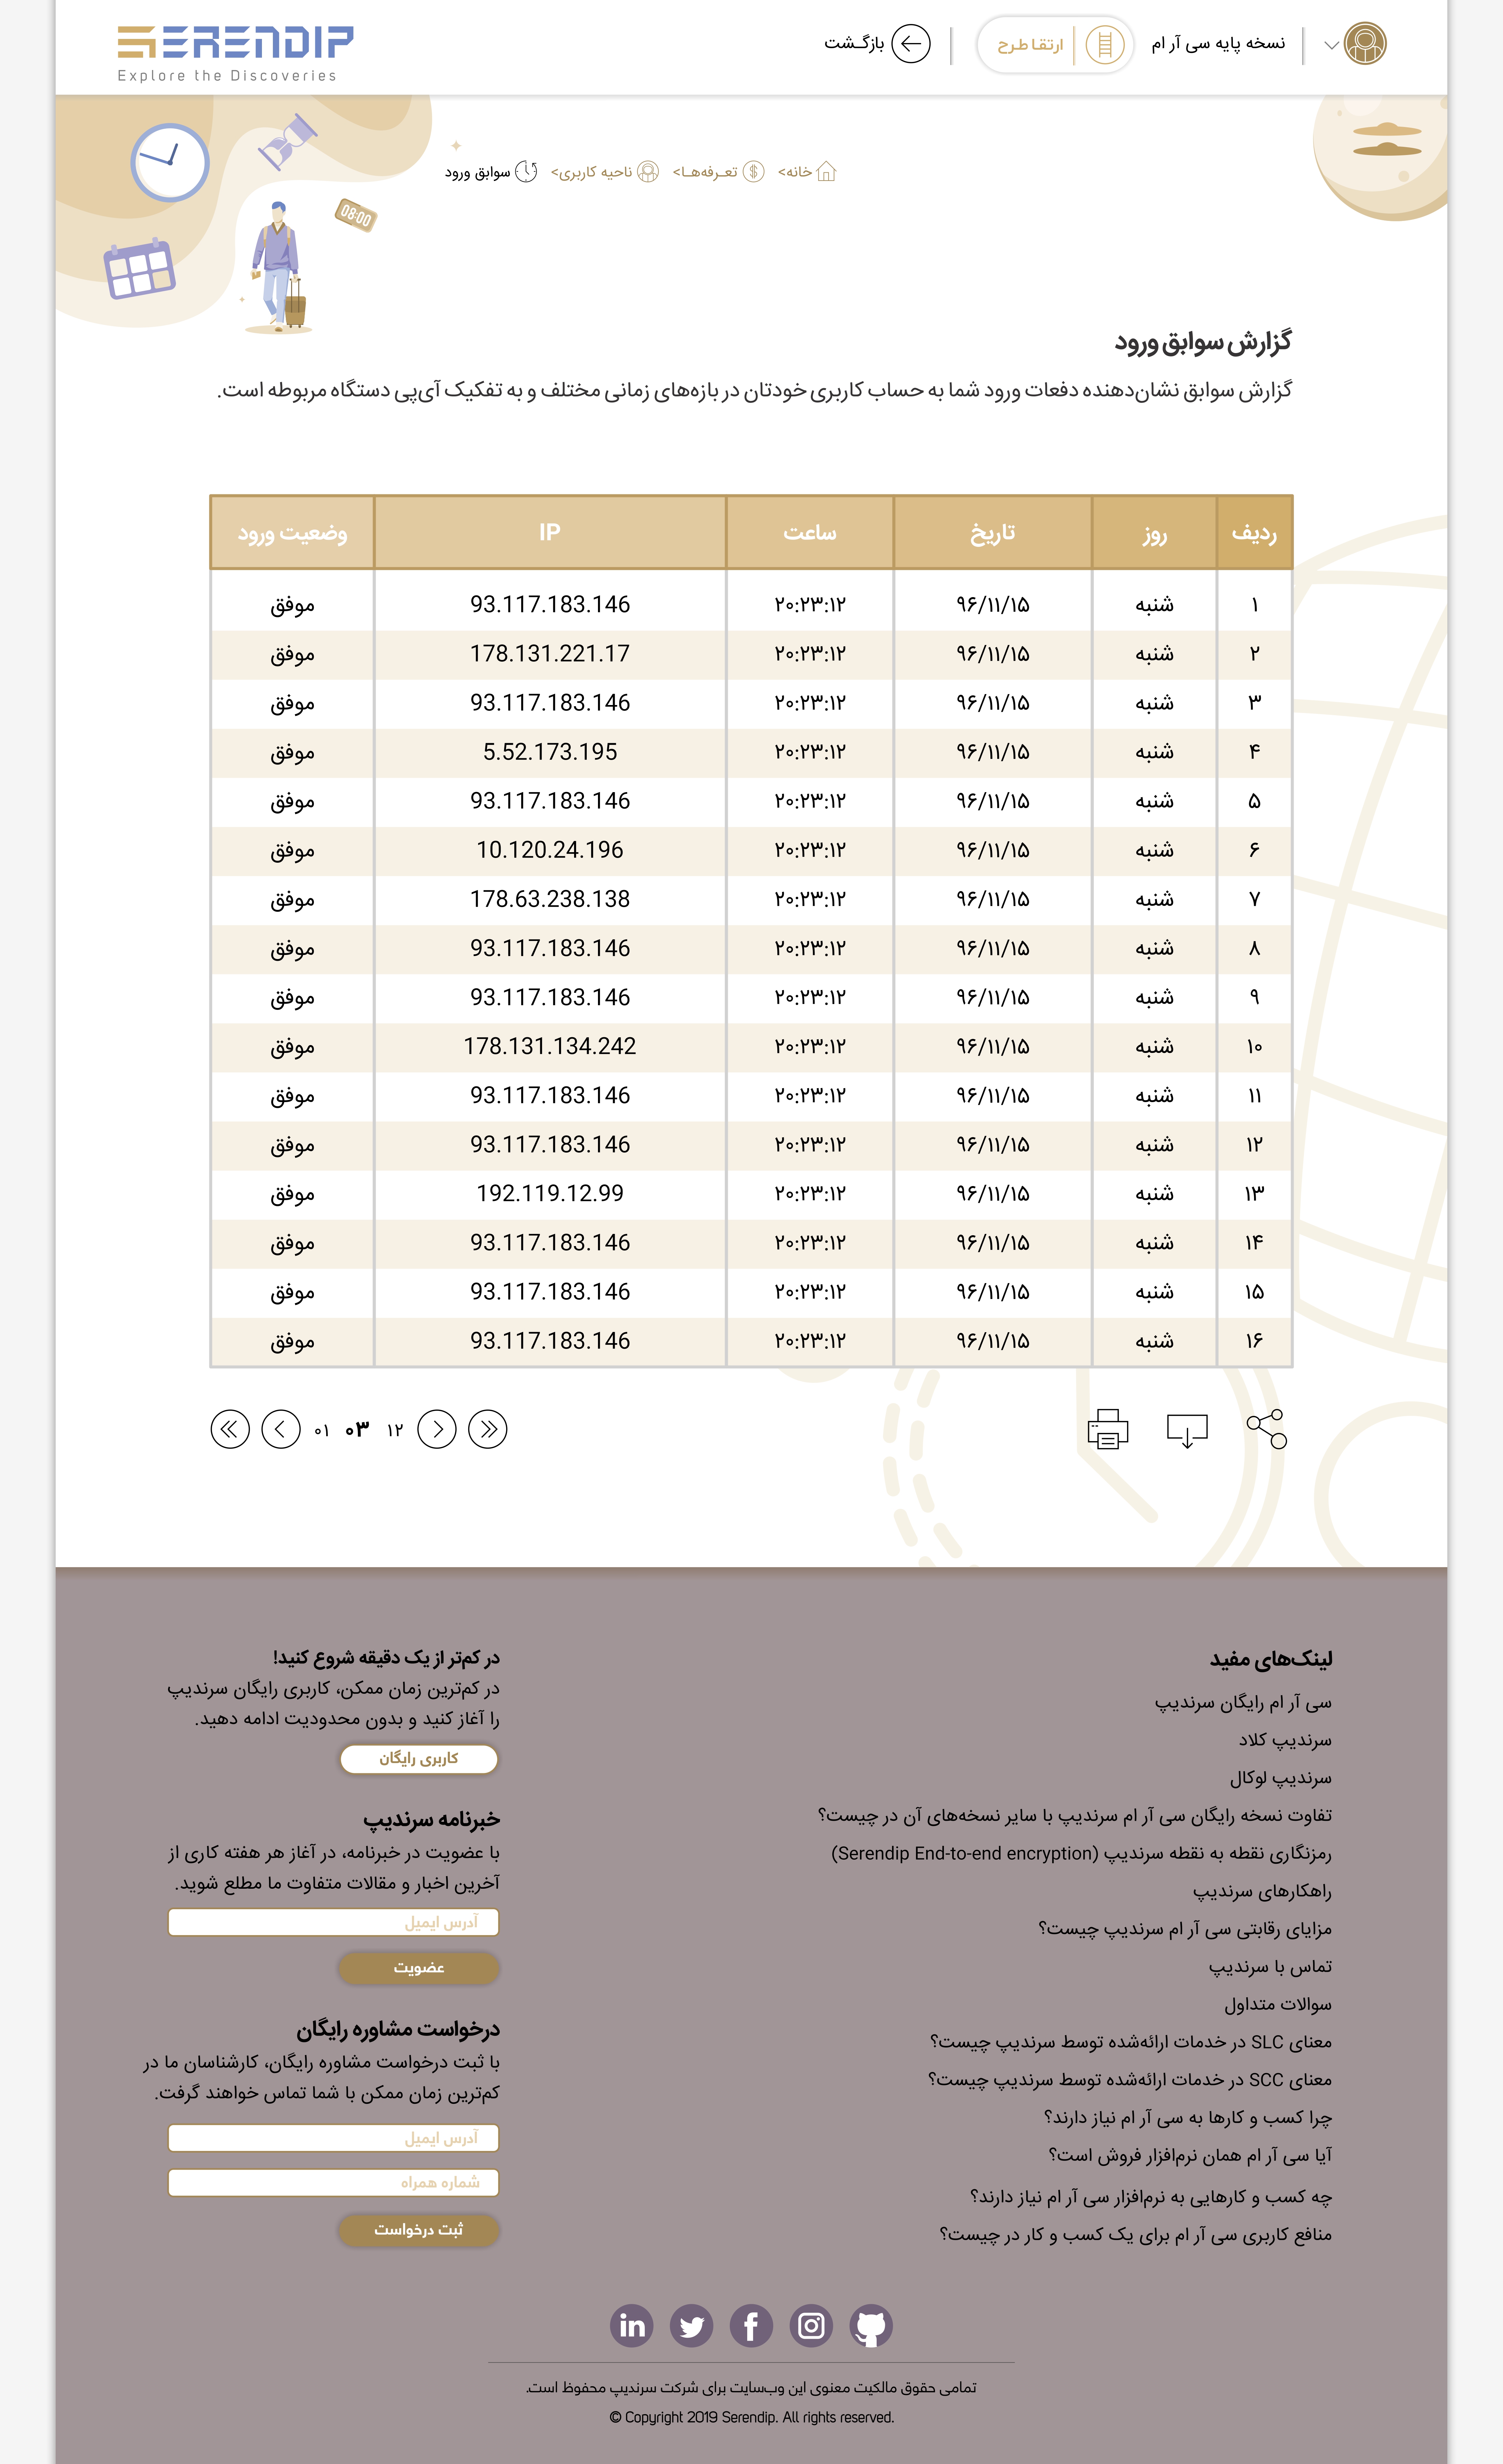 نسخه پایه سی آر ام
ارتقا طرح
بازگـشت
SERENDIP
Explore the Discoveries
خانه> تعـرفه‌هـا> ناحیه کاربری> سوابق ورود
08:00
گزارش سوابق ورود
گزارش سوابق نشان‌دهنده دفعات ورود شما به حساب کاربری خودتان در بازه‌های زمانی مختلف و به تفکیک آی‌پی دستگاه مربوطه است.
ردیف روز تاریخ ساعت IP وضعیت ورود
۱ شنبه ۹۶/۱۱/۱۵ ۲۰:۲۳:۱۲ 93.117.183.146 موفق
۲ شنبه ۹۶/۱۱/۱۵ ۲۰:۲۳:۱۲ 178.131.221.17 موفق
۳ شنبه ۹۶/۱۱/۱۵ ۲۰:۲۳:۱۲ 93.117.183.146 موفق
۴ شنبه ۹۶/۱۱/۱۵ ۲۰:۲۳:۱۲ 5.52.173.195 موفق
۵ شنبه ۹۶/۱۱/۱۵ ۲۰:۲۳:۱۲ 93.117.183.146 موفق
۶ شنبه ۹۶/۱۱/۱۵ ۲۰:۲۳:۱۲ 10.120.24.196 موفق
۷ شنبه ۹۶/۱۱/۱۵ ۲۰:۲۳:۱۲ 178.63.238.138 موفق
۸ شنبه ۹۶/۱۱/۱۵ ۲۰:۲۳:۱۲ 93.117.183.146 موفق
۹ شنبه ۹۶/۱۱/۱۵ ۲۰:۲۳:۱۲ 93.117.183.146 موفق
۱۰ شنبه ۹۶/۱۱/۱۵ ۲۰:۲۳:۱۲ 178.131.134.242 موفق
۱۱ شنبه ۹۶/۱۱/۱۵ ۲۰:۲۳:۱۲ 93.117.183.146 موفق
۱۲ شنبه ۹۶/۱۱/۱۵ ۲۰:۲۳:۱۲ 93.117.183.146 موفق
۱۳ شنبه ۹۶/۱۱/۱۵ ۲۰:۲۳:۱۲ 192.119.12.99 موفق
۱۴ شنبه ۹۶/۱۱/۱۵ ۲۰:۲۳:۱۲ 93.117.183.146 موفق
۱۵ شنبه ۹۶/۱۱/۱۵ ۲۰:۲۳:۱۲ 93.117.183.146 موفق
۱۶ شنبه ۹۶/۱۱/۱۵ ۲۰:۲۳:۱۲ 93.117.183.146 موفق
۰۱ ۰۳ ۱۲
لینک‌های مفید
سی آر ام رایگان سرندیپ
سرندیپ کلاد
سرندیپ لوکال
تفاوت نسخه رایگان سی آر ام سرندیپ با سایر نسخه‌های آن در چیست؟
رمزنگاری نقطه به نقطه سرندیپ (Serendip End-to-end encryption)
راهکارهای سرندیپ
مزایای رقابتی سی آر ام سرندیپ چیست؟
تماس با سرندیپ
سوالات متداول
معنای SLC در خدمات ارائه‌شده توسط سرندیپ چیست؟
معنای SCC در خدمات ارائه‌شده توسط سرندیپ چیست؟
چرا کسب و کارها به سی آر ام نیاز دارند؟
آیا سی آر ام همان نرم‌افزار فروش است؟
چه کسب و کارهایی به نرم‌افزار سی آر ام نیاز دارند؟
منافع کاربری سی آر ام برای یک کسب و کار در چیست؟
در کم‌تر از یک دقیقه شروع کنید!
در کم‌ترین زمان ممکن، کاربری رایگان سرندیپ
را آغاز کنید و بدون محدودیت ادامه دهید.
کاربری رایگان
خبرنامه سرندیپ
با عضویت در خبرنامه، در آغاز هر هفته کاری از
آخرین اخبار و مقالات متفاوت ما مطلع شوید.
آدرس ایمیل
عضویت
درخواست مشاوره رایگان
با ثبت درخواست مشاوره رایگان، کارشناسان ما در
کم‌ترین زمان ممکن با شما تماس خواهند گرفت.
آدرس ایمیل
شماره همراه
ثبت درخواست
تمامی حقوق مالکیت معنوی این وب‌سایت برای شرکت سرندیپ محفوظ است.
© Copyright 2019 Serendip. All rights reserved.